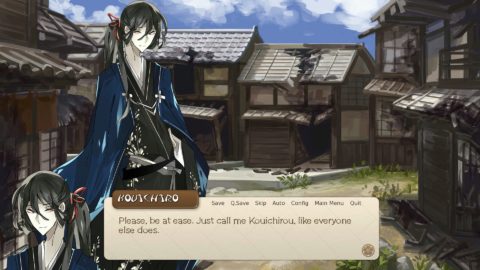 KOUICHIRO
Save Q.Save Skip Auto Config Main Menu Quit
Please, be at ease. Just call me Kouichirou, like everyone
else does.